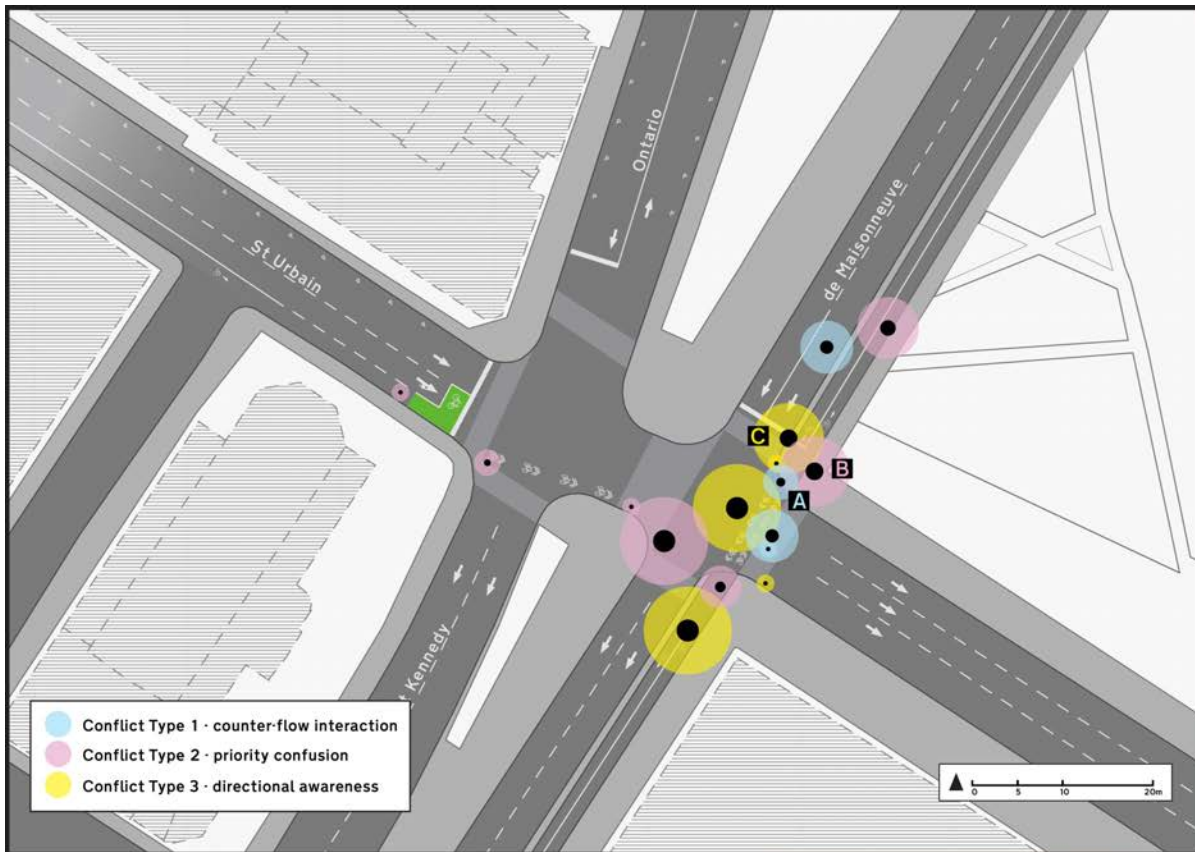 St Urbain
Ontario
de Maisonneuve
C
B
A
t Kennedy
Conflict Type 1 - counter-flow interaction
Conflict Type 2 - priority confusion
Conflict Type 3 - directional awareness
0 5 10 20m